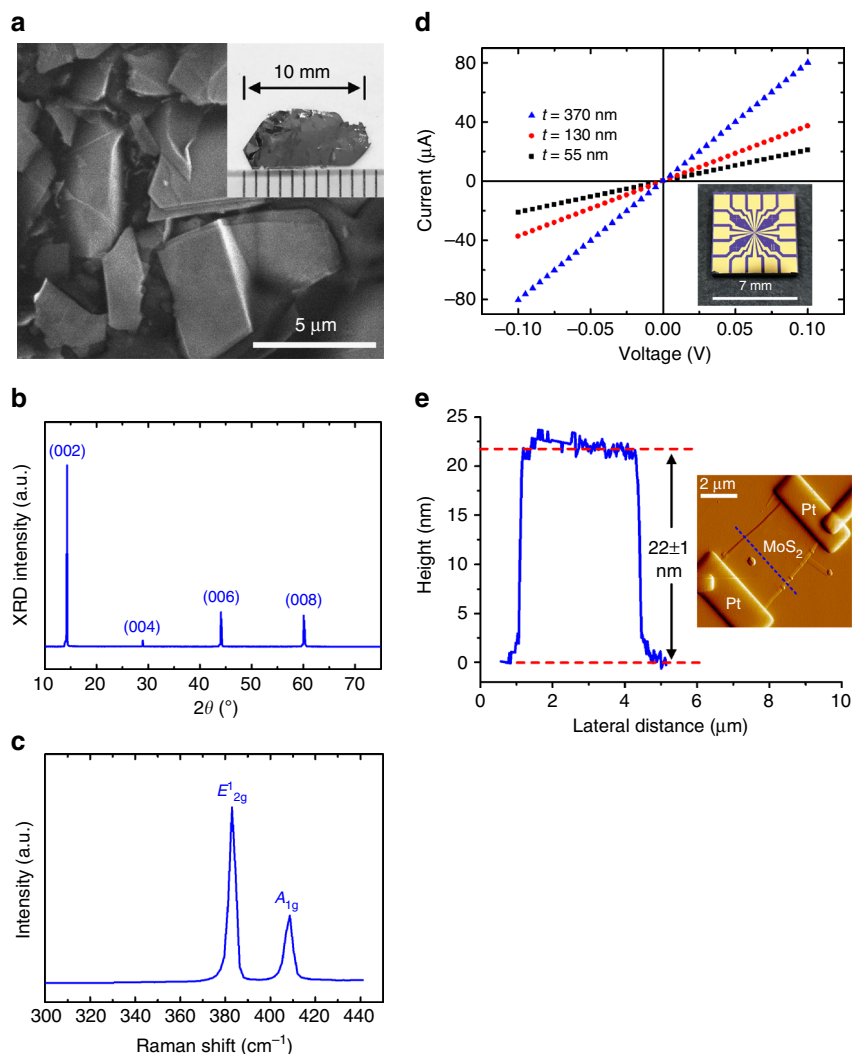 a
10 mm
5 μm
b
XRD intensity (a.u.)
(002)
(004)
(006)
(008)
10 20 30 40 50 60 70
2θ (°)
c
Intensity (a.u.)
E¹2g
A1g
300 320 340 360 380 400 420 440
Raman shift (cm⁻¹)
d
Current (μA)
80
40
0
−40
−80
t = 370 nm
t = 130 nm
t = 55 nm
7 mm
−0.10 −0.05 0.00 0.05 0.10
Voltage (V)
e
Height (nm)
25
20
15
10
5
0
22±1
nm
2 μm
Pt
MoS₂
Pt
0 2 4 6 8 10
Lateral distance (μm)